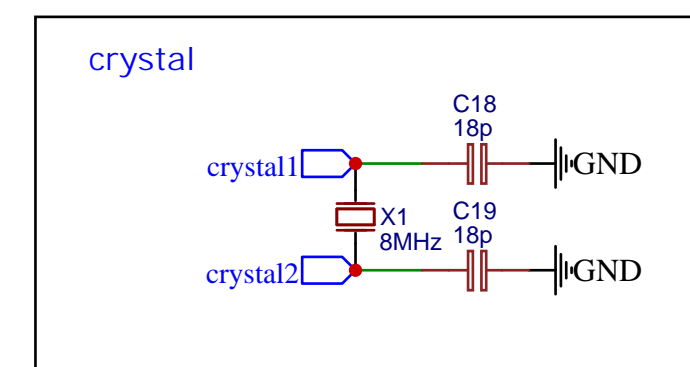 crystal
C18
18p
crystal1
GND
X1
8MHz
C19
18p
crystal2
GND